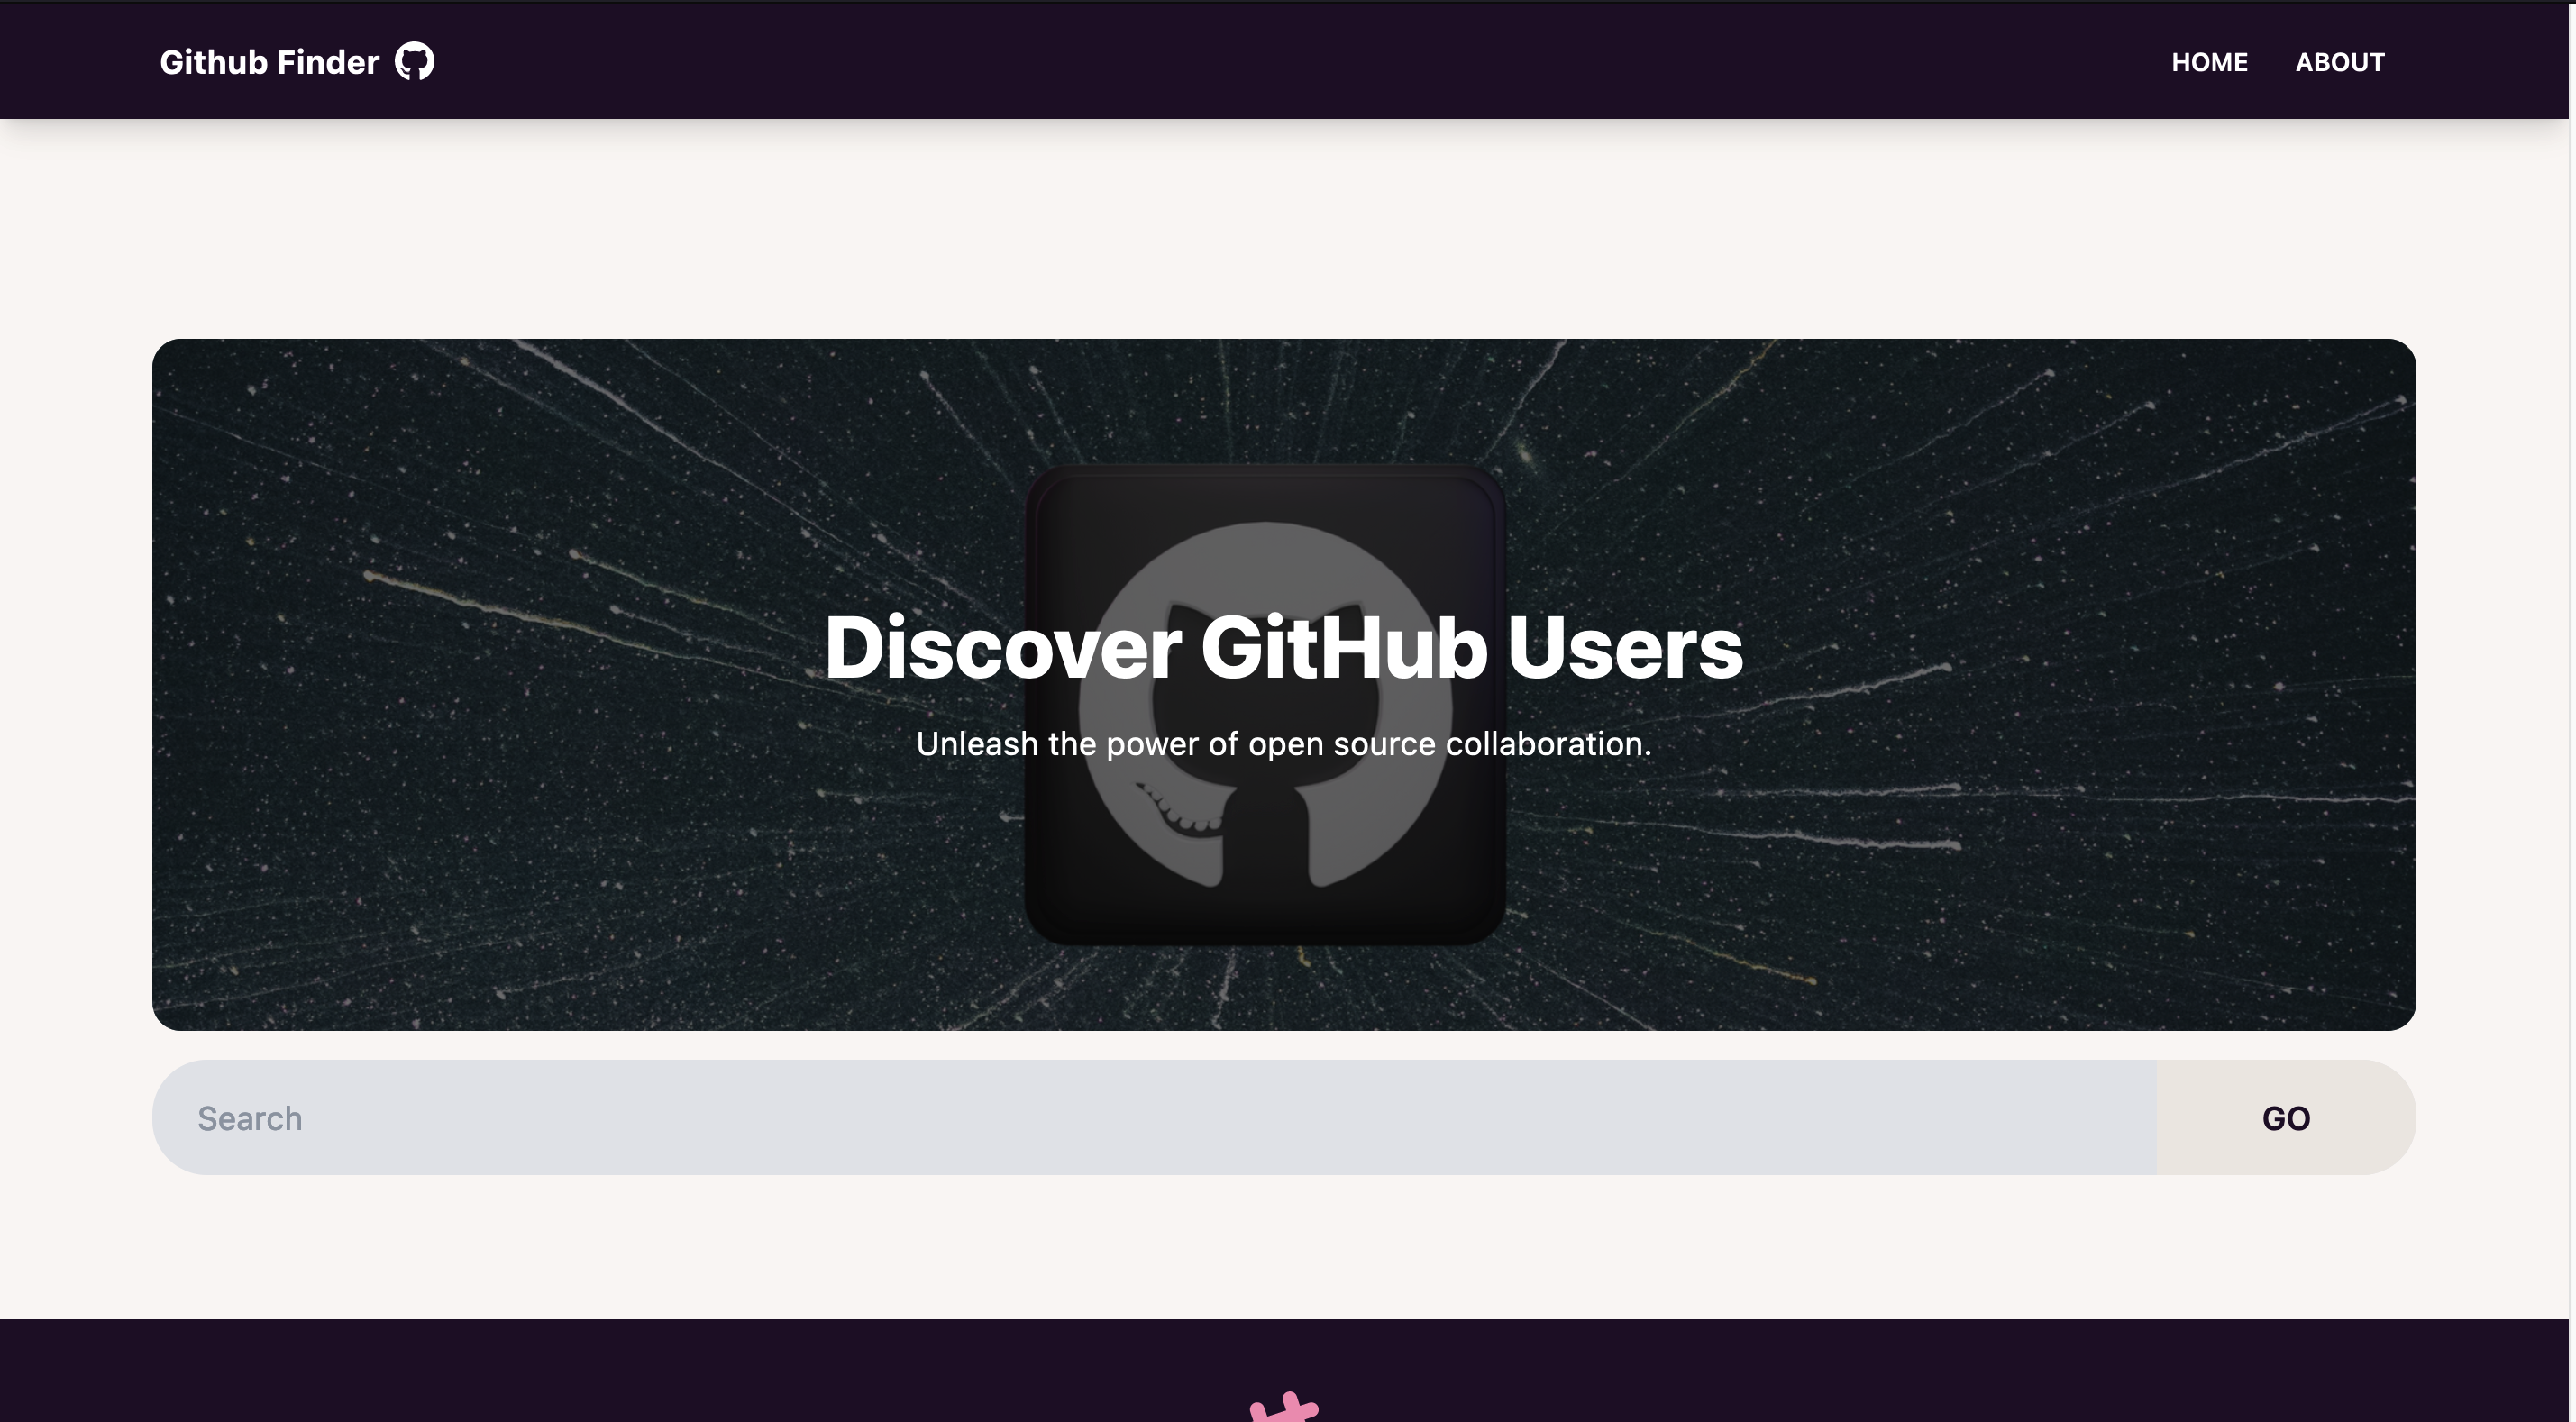 Github Finder
HOME
ABOUT
Discover GitHub Users
Unleash the power of open source collaboration.
Search
GO